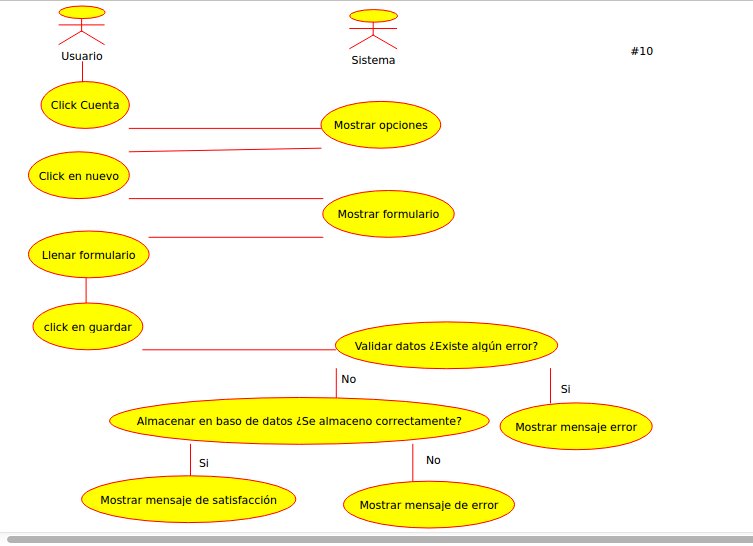 Usuario
Sistema
#10
Click Cuenta
Mostrar opciones
Click en nuevo
Mostrar formulario
Llenar formulario
click en guardar
Validar datos ¿Existe algún error?
No
Si
Almacenar en baso de datos ¿Se almaceno correctamente?
Mostrar mensaje error
Si
No
Mostrar mensaje de satisfacción
Mostrar mensaje de error